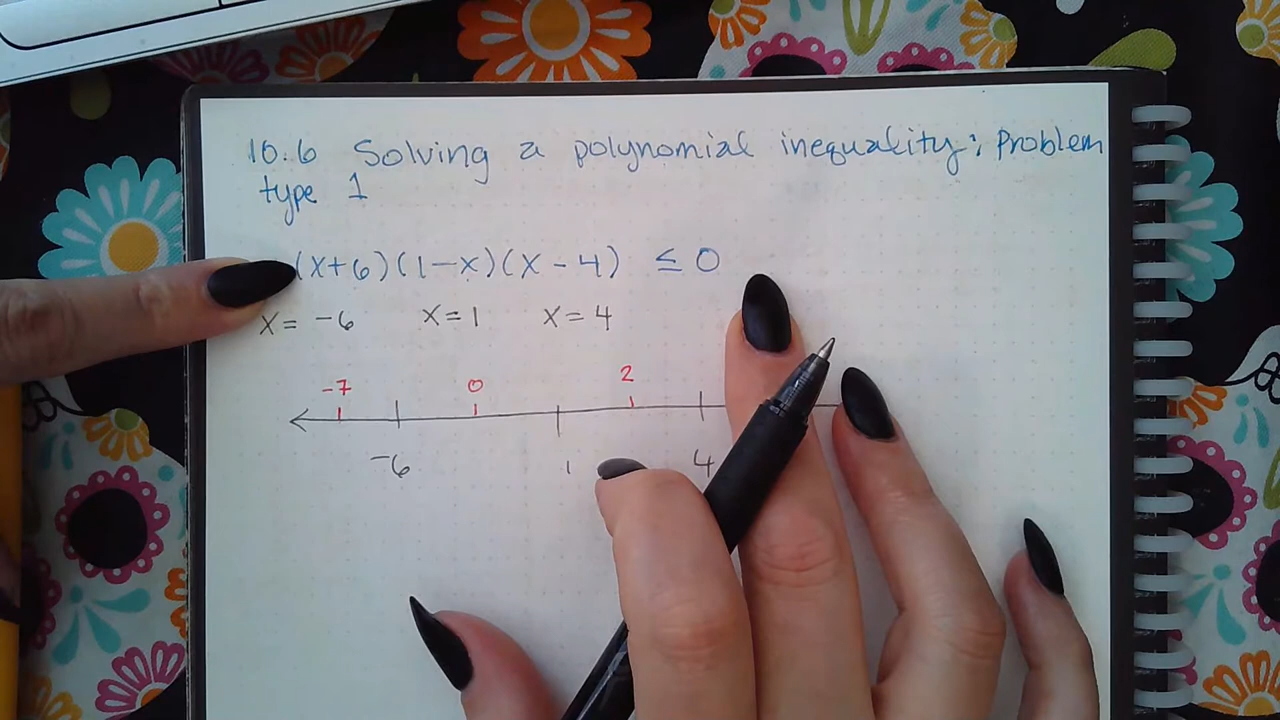 10.6 Solving a polynomial inequality: Problem
type 1
(x+6)(1-x)(x-4) ≤ 0
x = -6 x=1 x=4
-7 0 2
-6 1 4